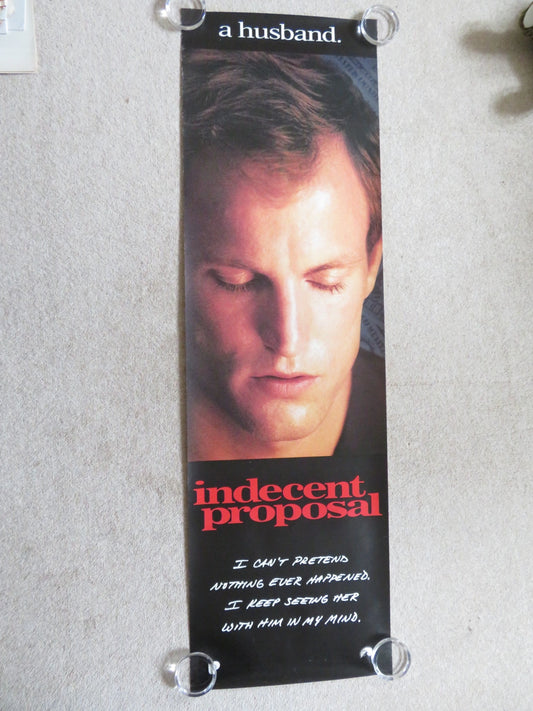 a husband.
indecent
proposal
I CAN'T PRETEND
NOTHING EVER HAPPENED.
I KEEP SEEING HER
WITH HIM IN MY MIND.